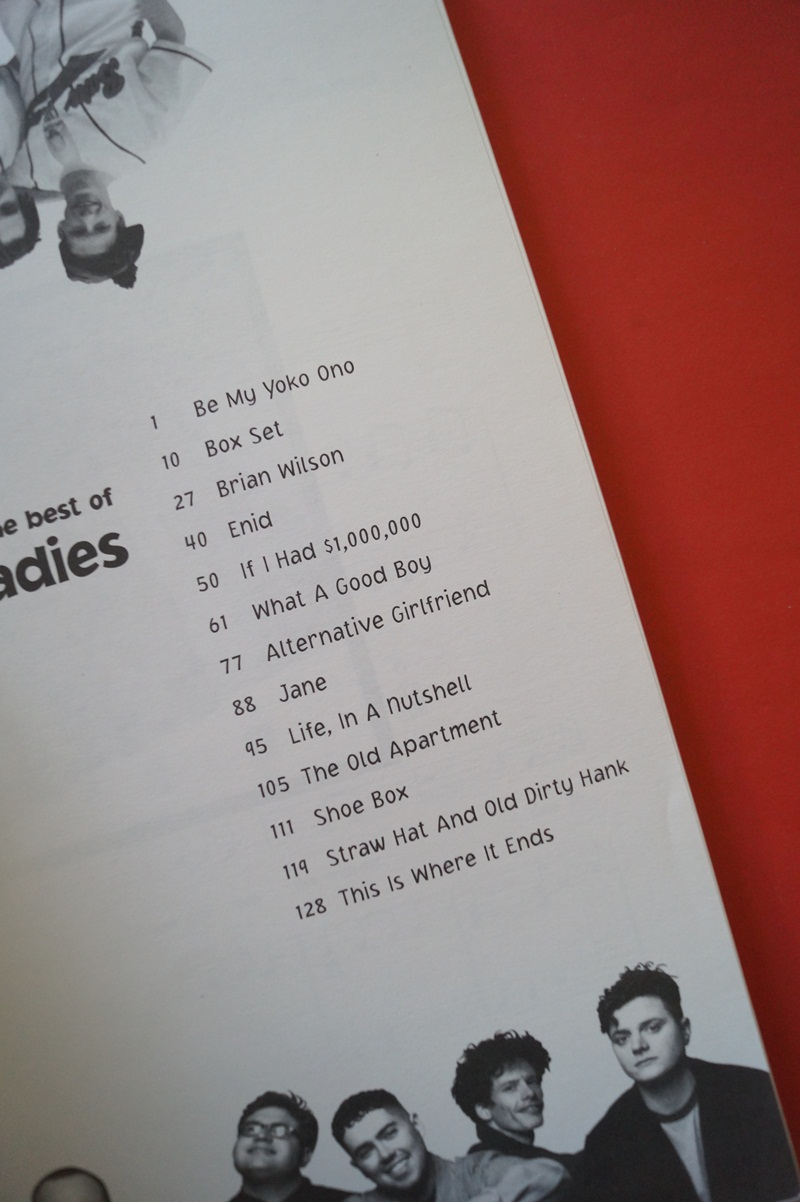 best of
1 Be My Yoko Ono
10 Box Set
27 Brian Wilson
40 Enid
50 If I Had $1,000,000
61 What A Good Boy
77 Alternative Girlfriend
88 Jane
95 Life, In A Nutshell
105 The Old Apartment
111 Shoe Box
119 Straw Hat And Old Dirty Hank
128 This Is Where It Ends